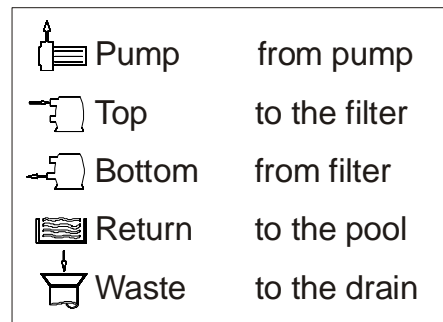 Pump from pump
Top to the filter
Bottom from filter
Return to the pool
Waste to the drain